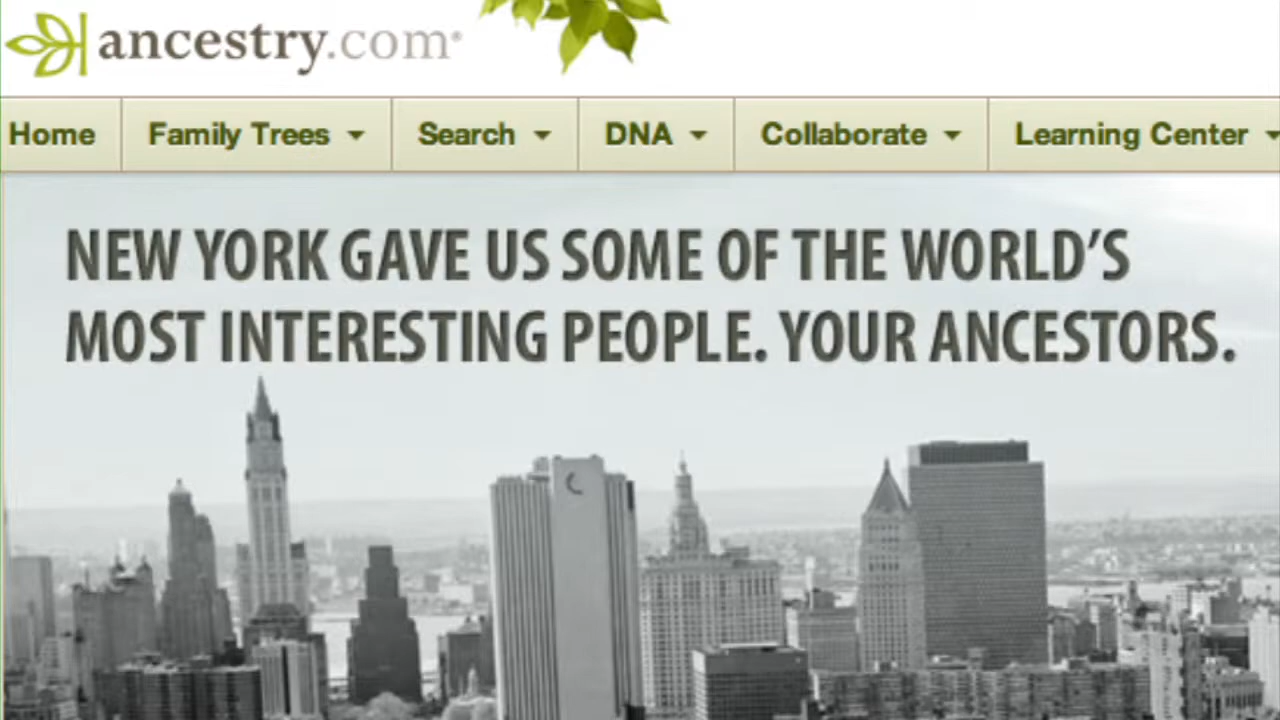 ancestry.com®
Home Family Trees Search DNA Collaborate Learning Center
NEW YORK GAVE US SOME OF THE WORLD'S
MOST INTERESTING PEOPLE. YOUR ANCESTORS.